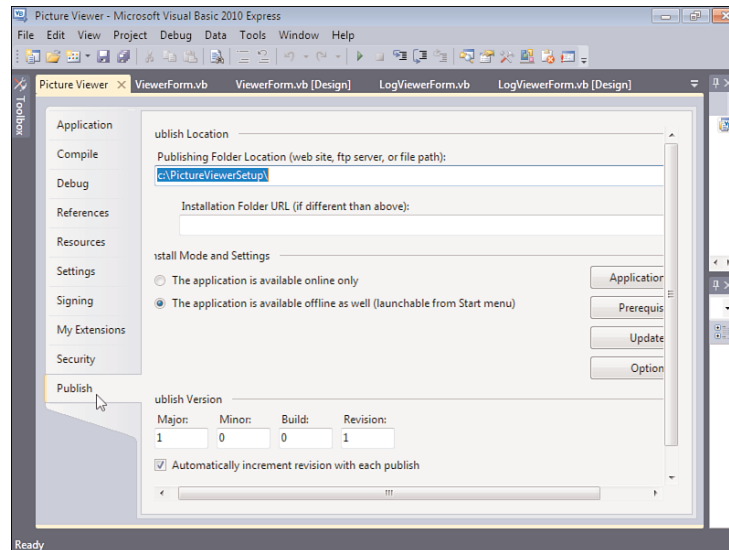 Picture Viewer - Microsoft Visual Basic 2010 Express
File Edit View Project Debug Data Tools Window Help
Picture Viewer ViewerForm.vb ViewerForm.vb [Design] LogViewerForm.vb LogViewerForm.vb [Design]
Toolbox
Application
Compile
Debug
References
Resources
Settings
Signing
My Extensions
Security
Publish
ublish Location
Publishing Folder Location (web site, ftp server, or file path):
c:\PictureViewerSetup\
Installation Folder URL (if different than above):
nstall Mode and Settings
The application is available online only
The application is available offline as well (launchable from Start menu)
Application
Prerequis
Update
Option
ublish Version
Major: Minor: Build: Revision:
1 0 0 1
Automatically increment revision with each publish
Ready